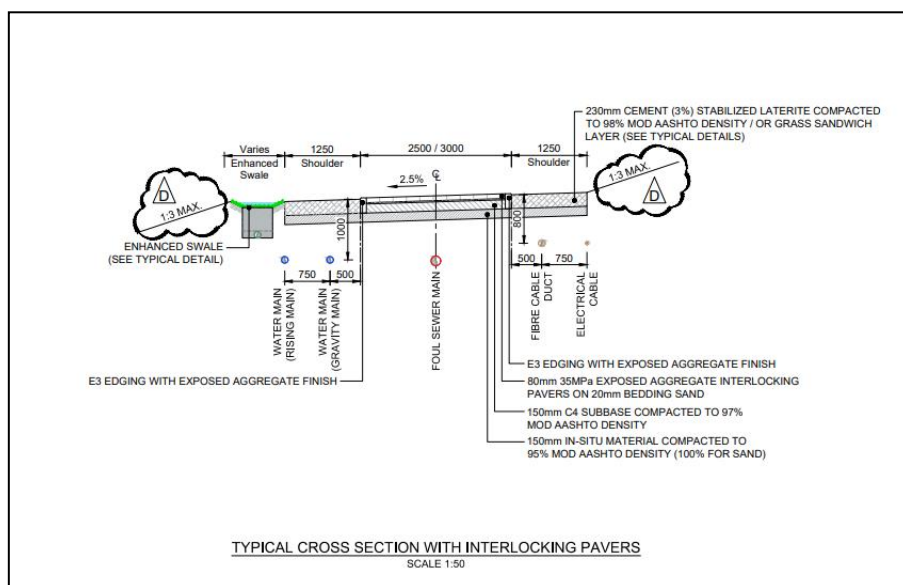 230mm CEMENT (3%) STABILIZED LATERITE COMPACTED
TO 98% MOD AASHTO DENSITY / OR GRASS SANDWICH
LAYER (SEE TYPICAL DETAILS)
Varies
Enhanced
Swale
1250
Shoulder
2500 / 3000
1250
Shoulder
2.5%
℄
D
1:3 MAX.
1:3 MAX.
D
ENHANCED SWALE
(SEE TYPICAL DETAIL)
1000
800
750
500
500
750
WATER MAIN
(RISING MAIN)
WATER MAIN
(GRAVITY MAIN)
FOUL SEWER MAIN
FIBRE CABLE
DUCT
ELECTRICAL
CABLE
E3 EDGING WITH EXPOSED AGGREGATE FINISH
E3 EDGING WITH EXPOSED AGGREGATE FINISH
80mm 35MPa EXPOSED AGGREGATE INTERLOCKING
PAVERS ON 20mm BEDDING SAND
150mm C4 SUBBASE COMPACTED TO 97%
MOD AASHTO DENSITY
150mm IN-SITU MATERIAL COMPACTED TO
95% MOD AASHTO DENSITY (100% FOR SAND)
TYPICAL CROSS SECTION WITH INTERLOCKING PAVERS
SCALE 1:50